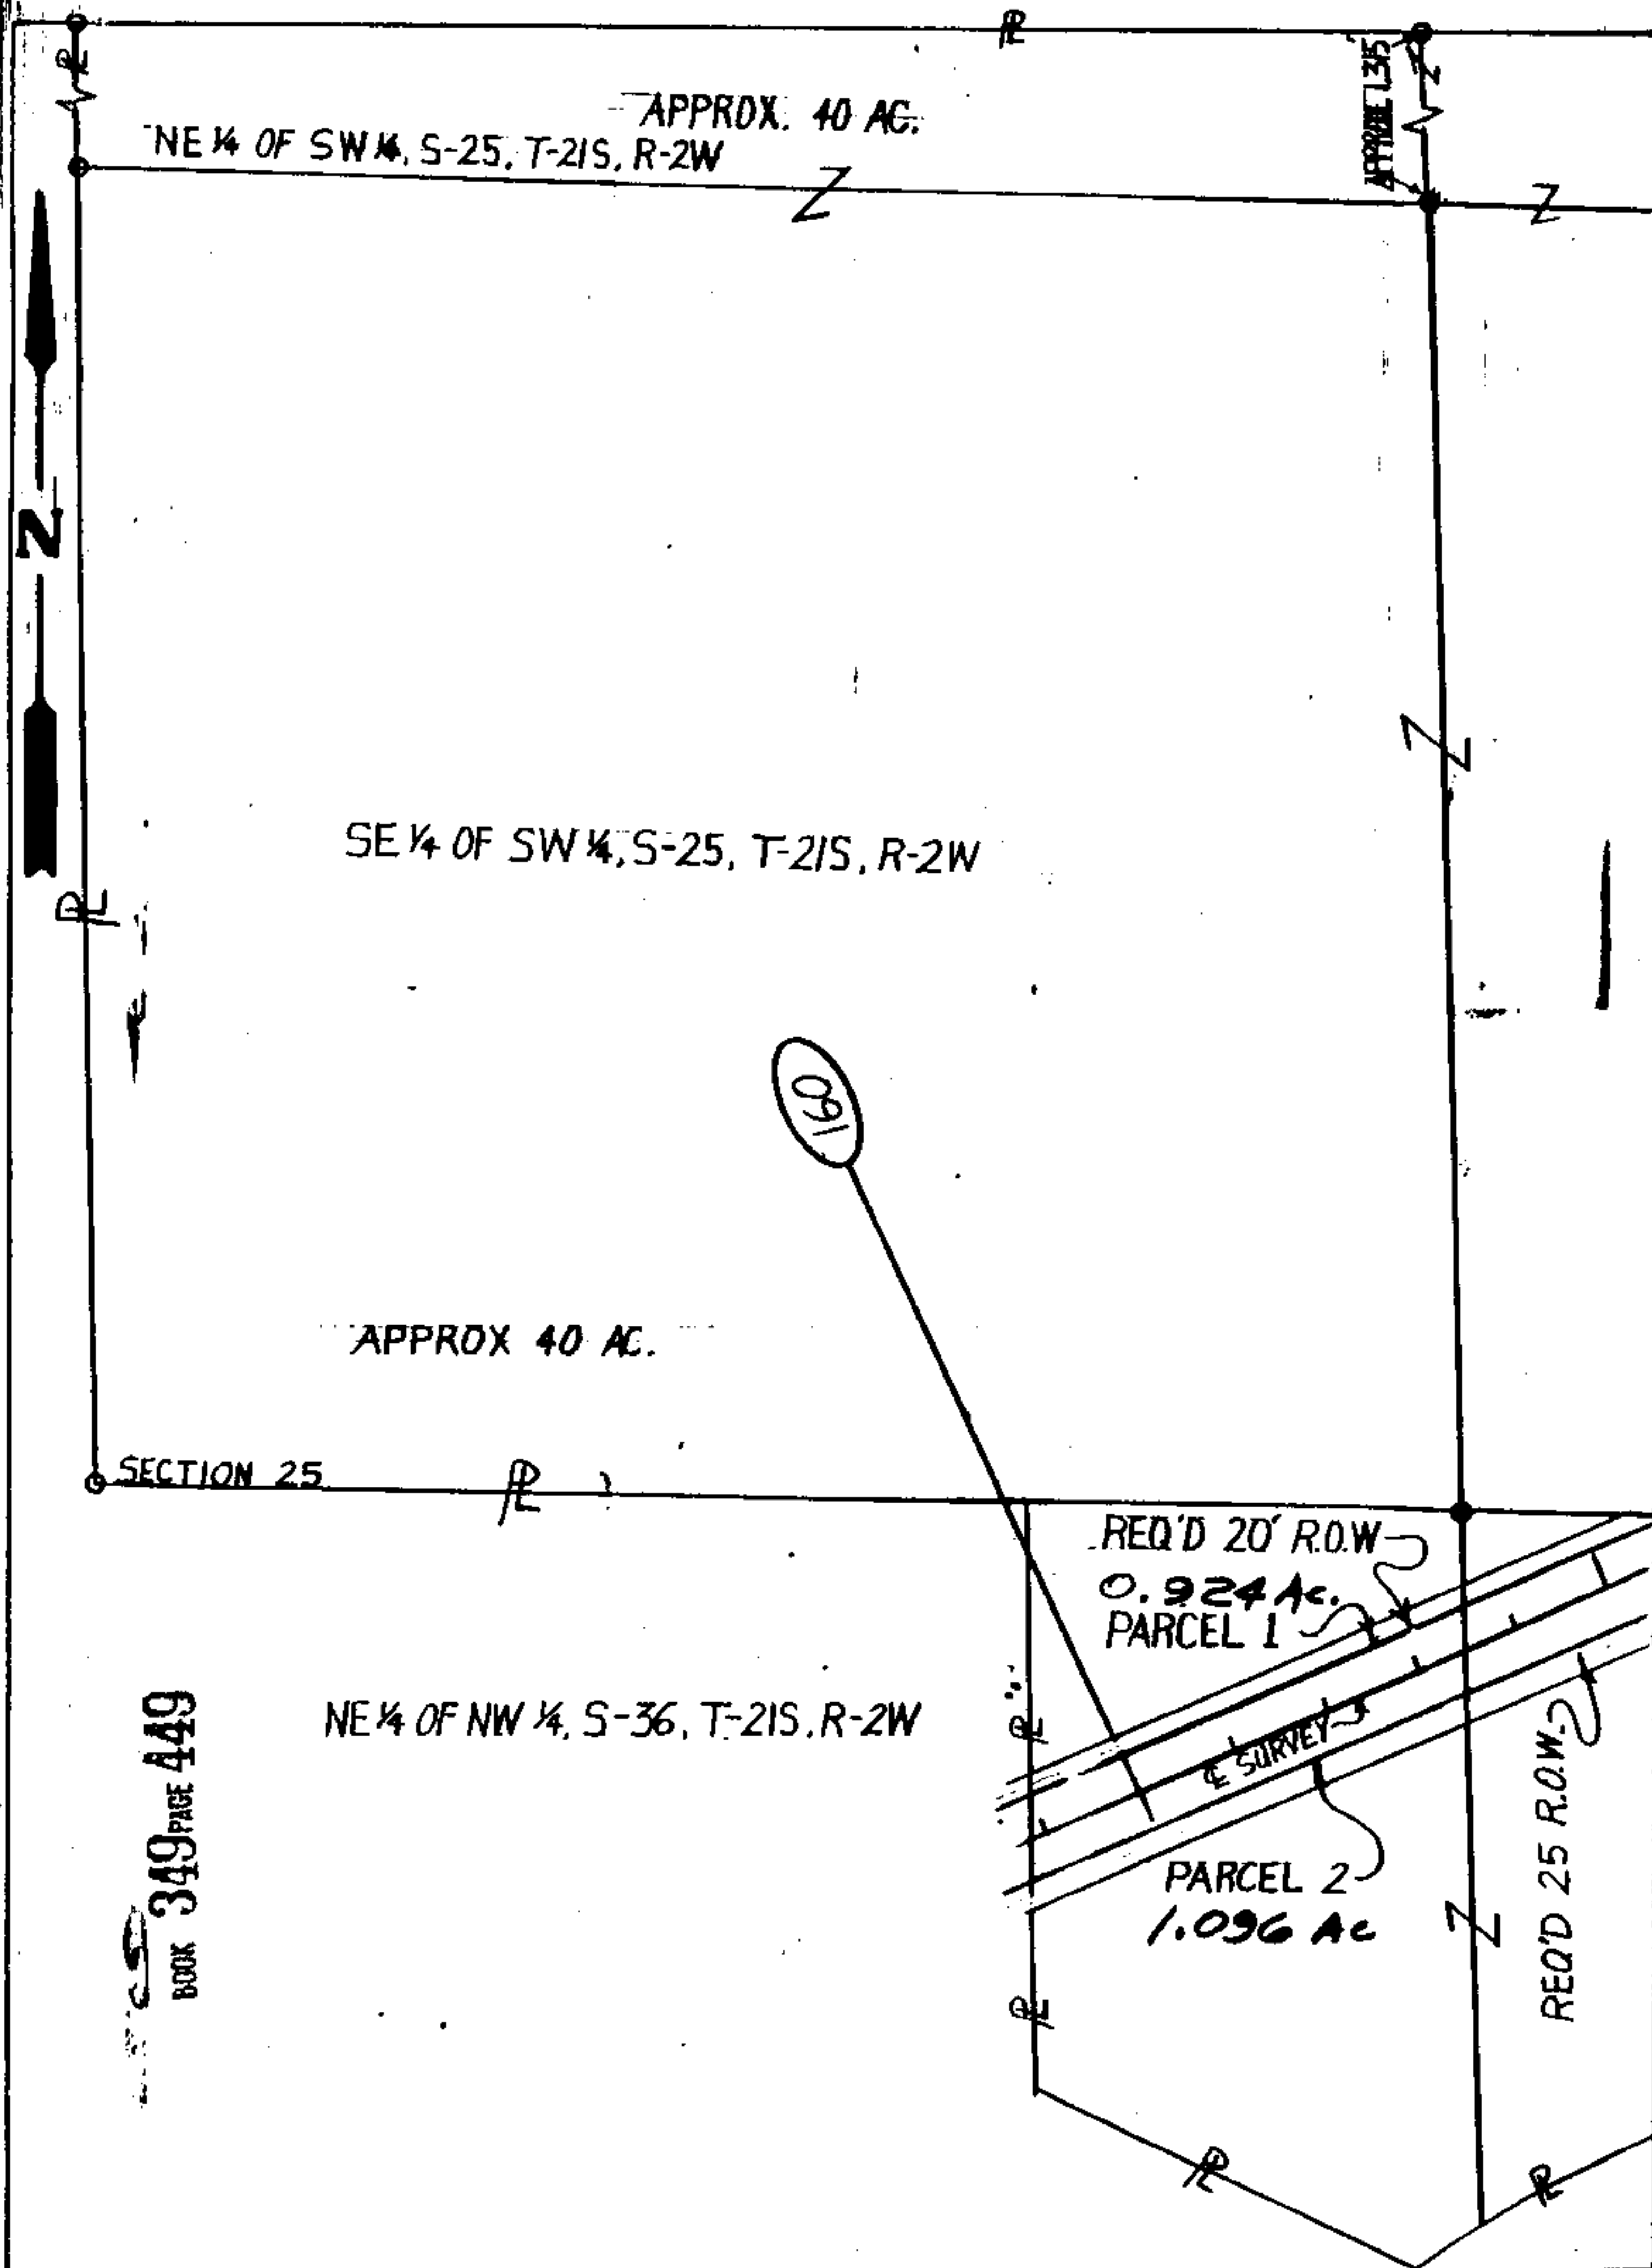 ℄
℄
APPROX. 40 AC.
NE ¼ OF SW ¼, S-25, T-21S, R-2W
N
SE ¼ OF SW ¼, S-25, T-21S, R-2W
℄
160
APPROX 40 AC.
SECTION 25
℄
REQ'D 20' R.O.W
0.924 Ac.
PARCEL 1
NE ¼ OF NW ¼, S-36, T-21S, R-2W
℄
℄ SURVEY
REQ'D 25 R.O.W.
PARCEL 2
1.096 Ac
BOOK 349 PAGE 449
℄
℄
℄